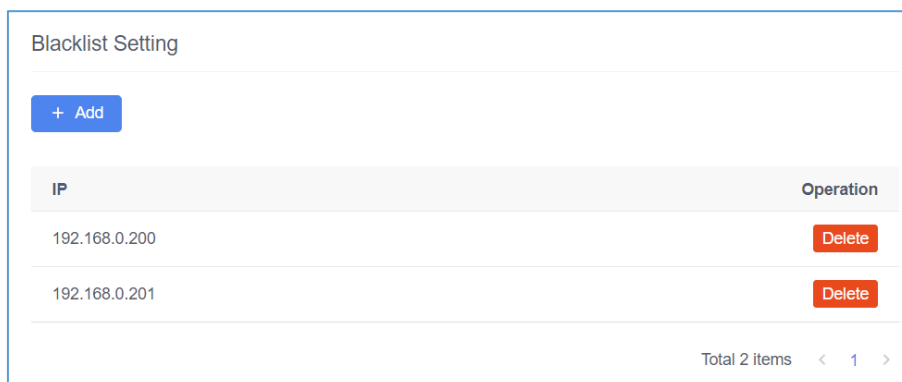 Blacklist Setting
+ Add
IP Operation
192.168.0.200 Delete
192.168.0.201 Delete
Total 2 items < 1 >